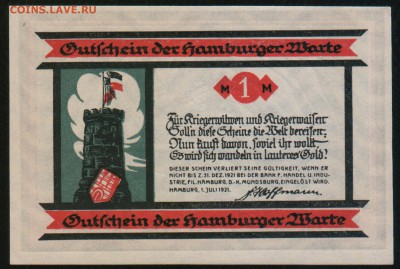 COINS.LAVE.RU
Gutschein der Hamburger Warte
M 1 M
Für Kriegerwitwen und Kriegerwaisen
Soll'n diese Scheine die Welt bereisen;
Nun kauft davon, soviel ihr wollt,
Es wird sich wandeln in lauteres Gold!
DIESER SCHEIN VERLIERT SEINE GÜLTIGKEIT, WENN ER
NICHT BIS Z. 31. DEZ. 1921 BEI DER BANK F. HANDEL U. INDU-
STRIE, FIL. HAMBURG, D.-K. MUNDSBURG, EINGELÖST WIRD.
HAMBURG, 1. JULI 1921.
Gutschein der Hamburger Warte